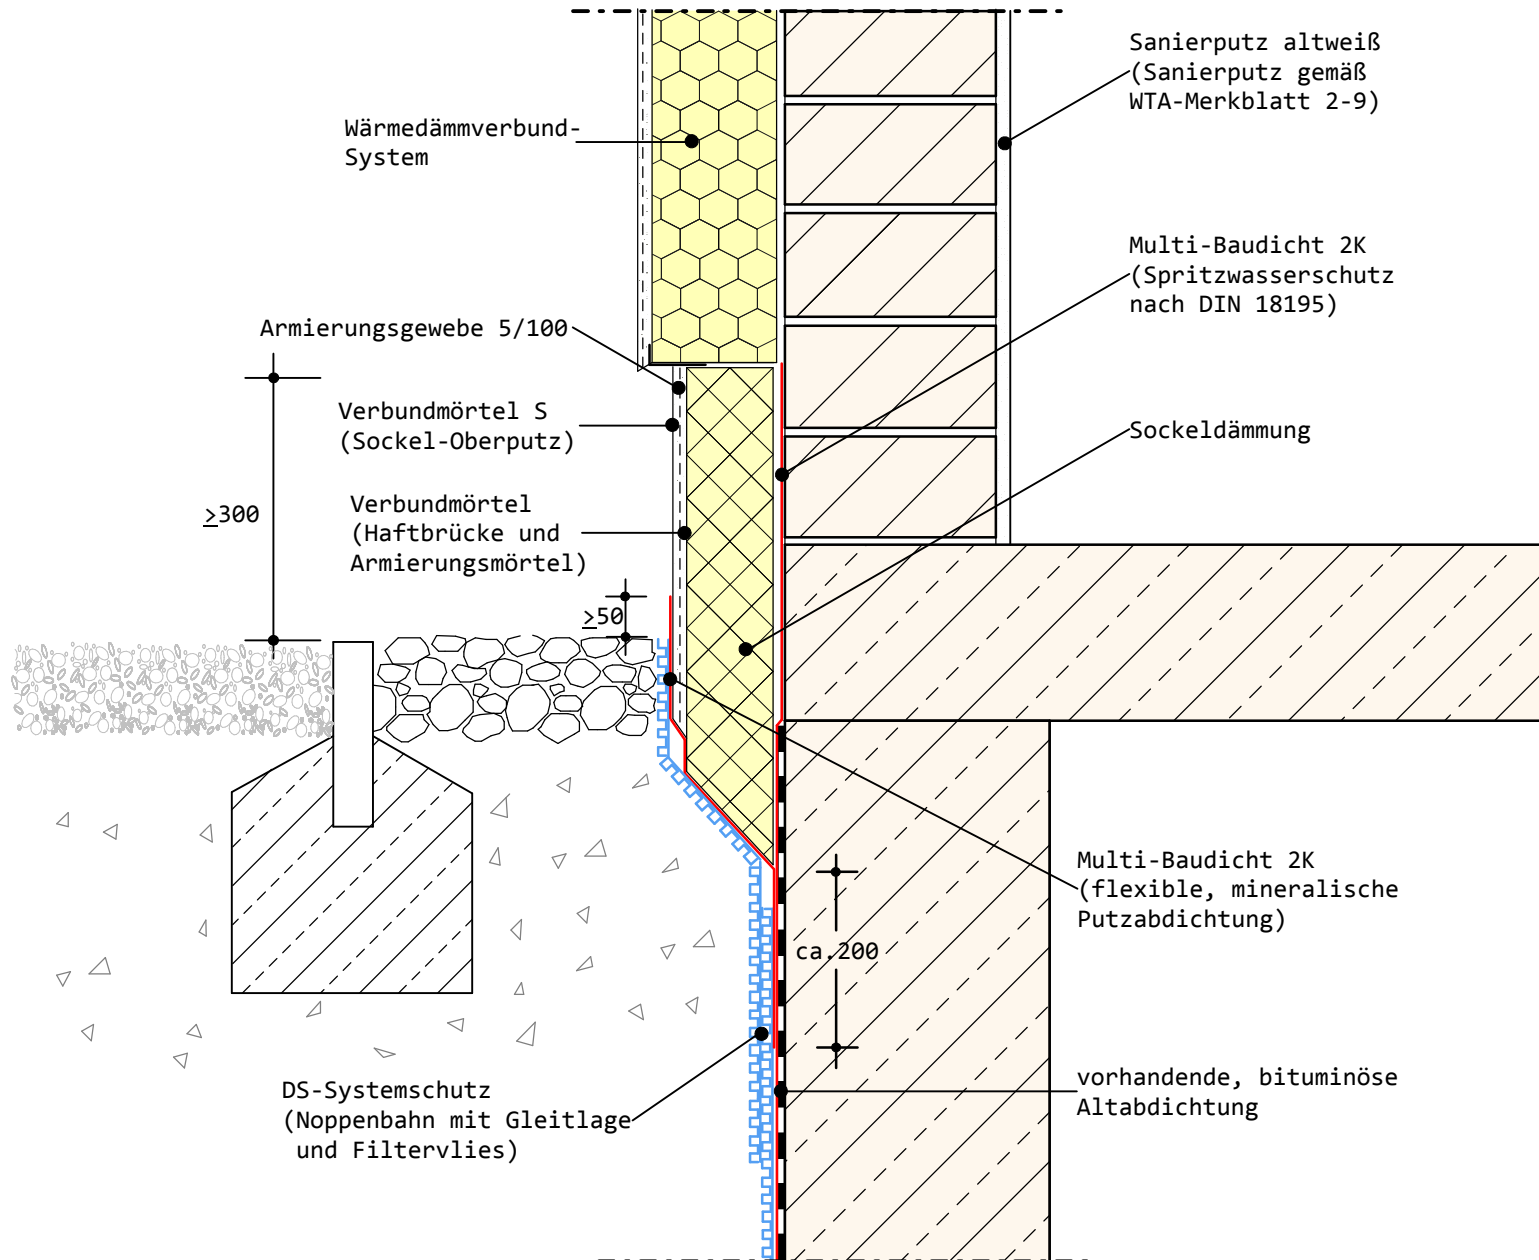 Sanierputz altweiß
(Sanierputz gemäß
WTA-Merkblatt 2-9)
Wärmedämmverbund-
System
Multi-Baudicht 2K
(Spritzwasserschutz
nach DIN 18195)
Armierungsgewebe 5/100
Verbundmörtel S
(Sockel-Oberputz)
Sockeldämmung
≥300
Verbundmörtel
(Haftbrücke und
Armierungsmörtel)
≥50
Multi-Baudicht 2K
(flexible, mineralische
Putzabdichtung)
ca.200
DS-Systemschutz
(Noppenbahn mit Gleitlage
und Filtervlies)
vorhandende, bituminöse
Altabdichtung